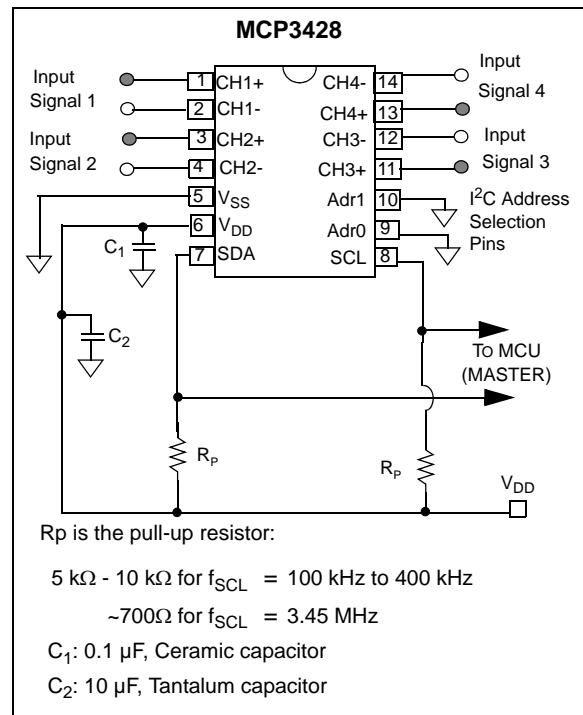 MCP3428
Input Signal 1
Input Signal 2
1 CH1+
2 CH1-
3 CH2+
4 CH2-
5 VSS
6 VDD
7 SDA
CH4- 14
CH4+ 13
CH3- 12
CH3+ 11
Adr1 10
Adr0 9
SCL 8
Input Signal 4
Input Signal 3
I²C Address
Selection
Pins
C1
C2
TO MCU
(MASTER)
RP
RP
VDD
Rp is the pull-up resistor:
5 kΩ - 10 kΩ for fSCL = 100 kHz to 400 kHz
~700Ω for fSCL = 3.45 MHz
C1: 0.1 µF, Ceramic capacitor
C2: 10 µF, Tantalum capacitor